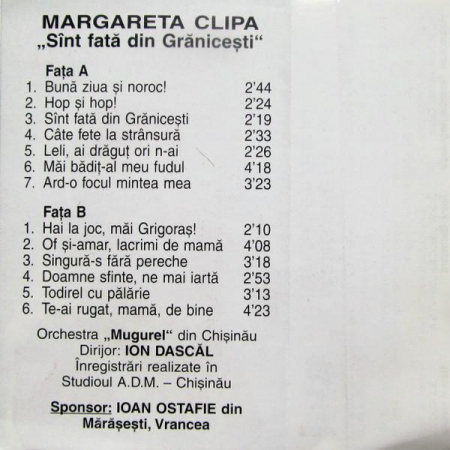 MARGARETA CLIPA
„Sînt fată din Grănicești“
Fața A
1. Bună ziua și noroc! 2'44
2. Hop și hop! 2'24
3. Sînt fată din Grănicești 2'19
4. Câte fete la strânsură 2'33
5. Leli, ai drăguț ori n-ai 2'26
6. Măi bădiț-al meu fudul 4'18
7. Ard-o focul mintea mea 3'23
Fața B
1. Hai la joc, măi Grigoraș! 2'10
2. Of și-amar, lacrimi de mamă 4'08
3. Singură-s fără pereche 3'18
4. Doamne sfinte, ne mai iartă 2'53
5. Todirel cu pălărie 3'13
6. Te-ai rugat, mamă, de bine 4'23
Orchestra „Mugurel“ din Chișinău
Dirijor: ION DASCĂL
Înregistrări realizate în
Studioul A.D.M. – Chișinău
Sponsor: IOAN OSTAFIE din
Mărășești, Vrancea